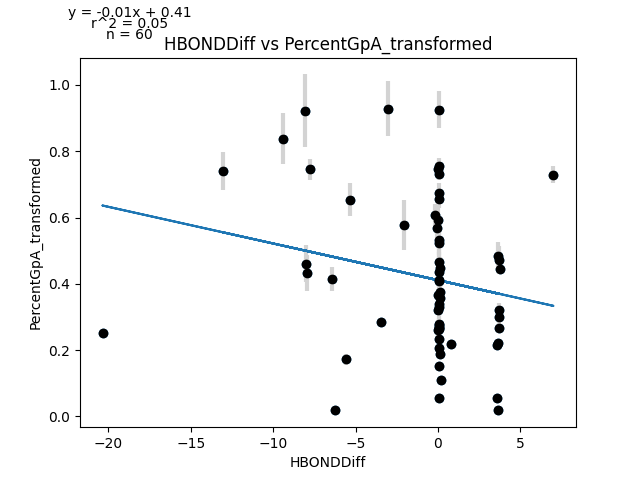 y = -0.01x + 0.41
r^2 = 0.05
n = 60
HBONDDiff vs PercentGpA_transformed
PercentGpA_transformed
1.0
0.8
0.6
0.4
0.2
0.0
−20
−15
−10
−5
0
5
HBONDDiff